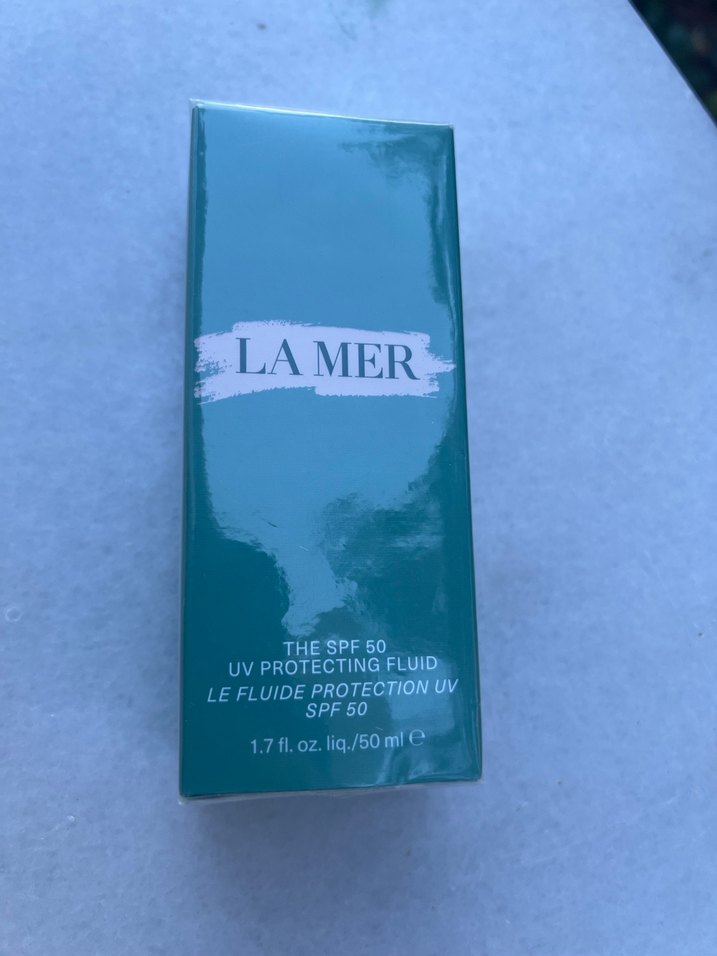 LA MER
THE SPF 50
UV PROTECTING FLUID
LE FLUIDE PROTECTION UV
SPF 50
1.7 fl. oz. liq./50 ml ℮